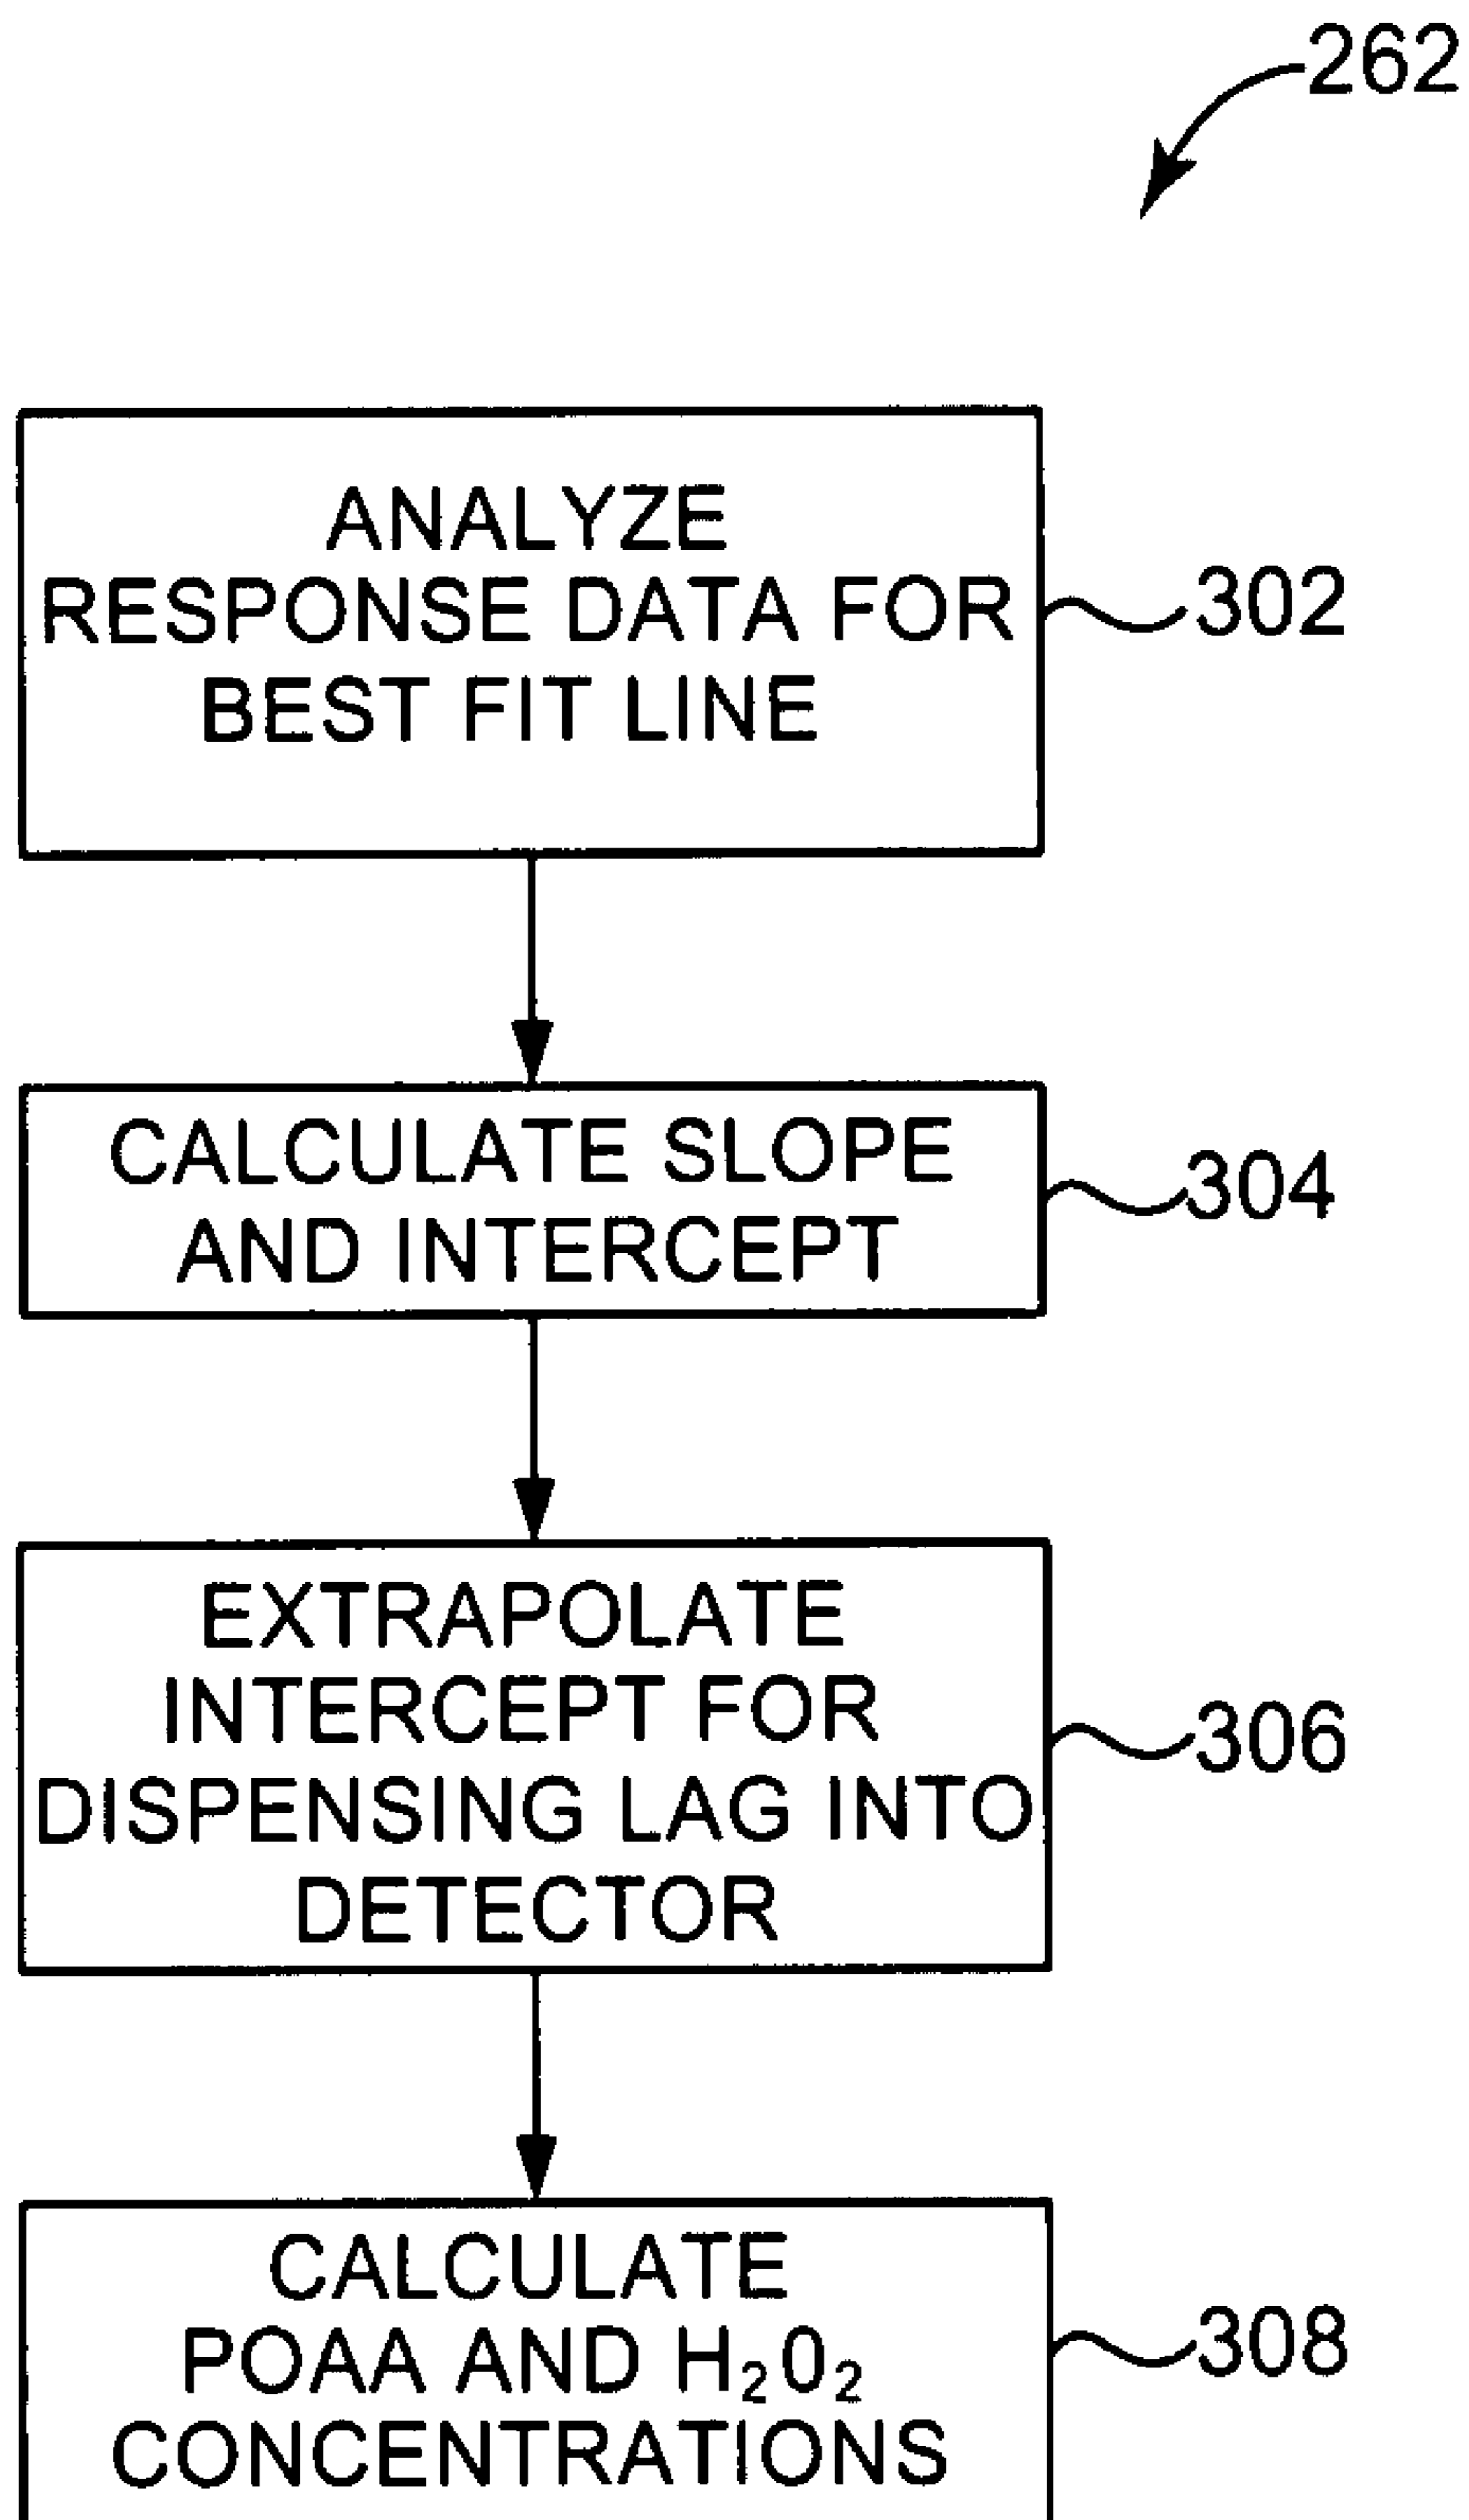 262
ANALYZE
RESPONSE DATA FOR
BEST FIT LINE
302
CALCULATE SLOPE
AND INTERCEPT
304
EXTRAPOLATE
INTERCEPT FOR
DISPENSING LAG INTO
DETECTOR
306
CALCULATE
POAA AND H₂O₂
CONCENTRATIONS
308